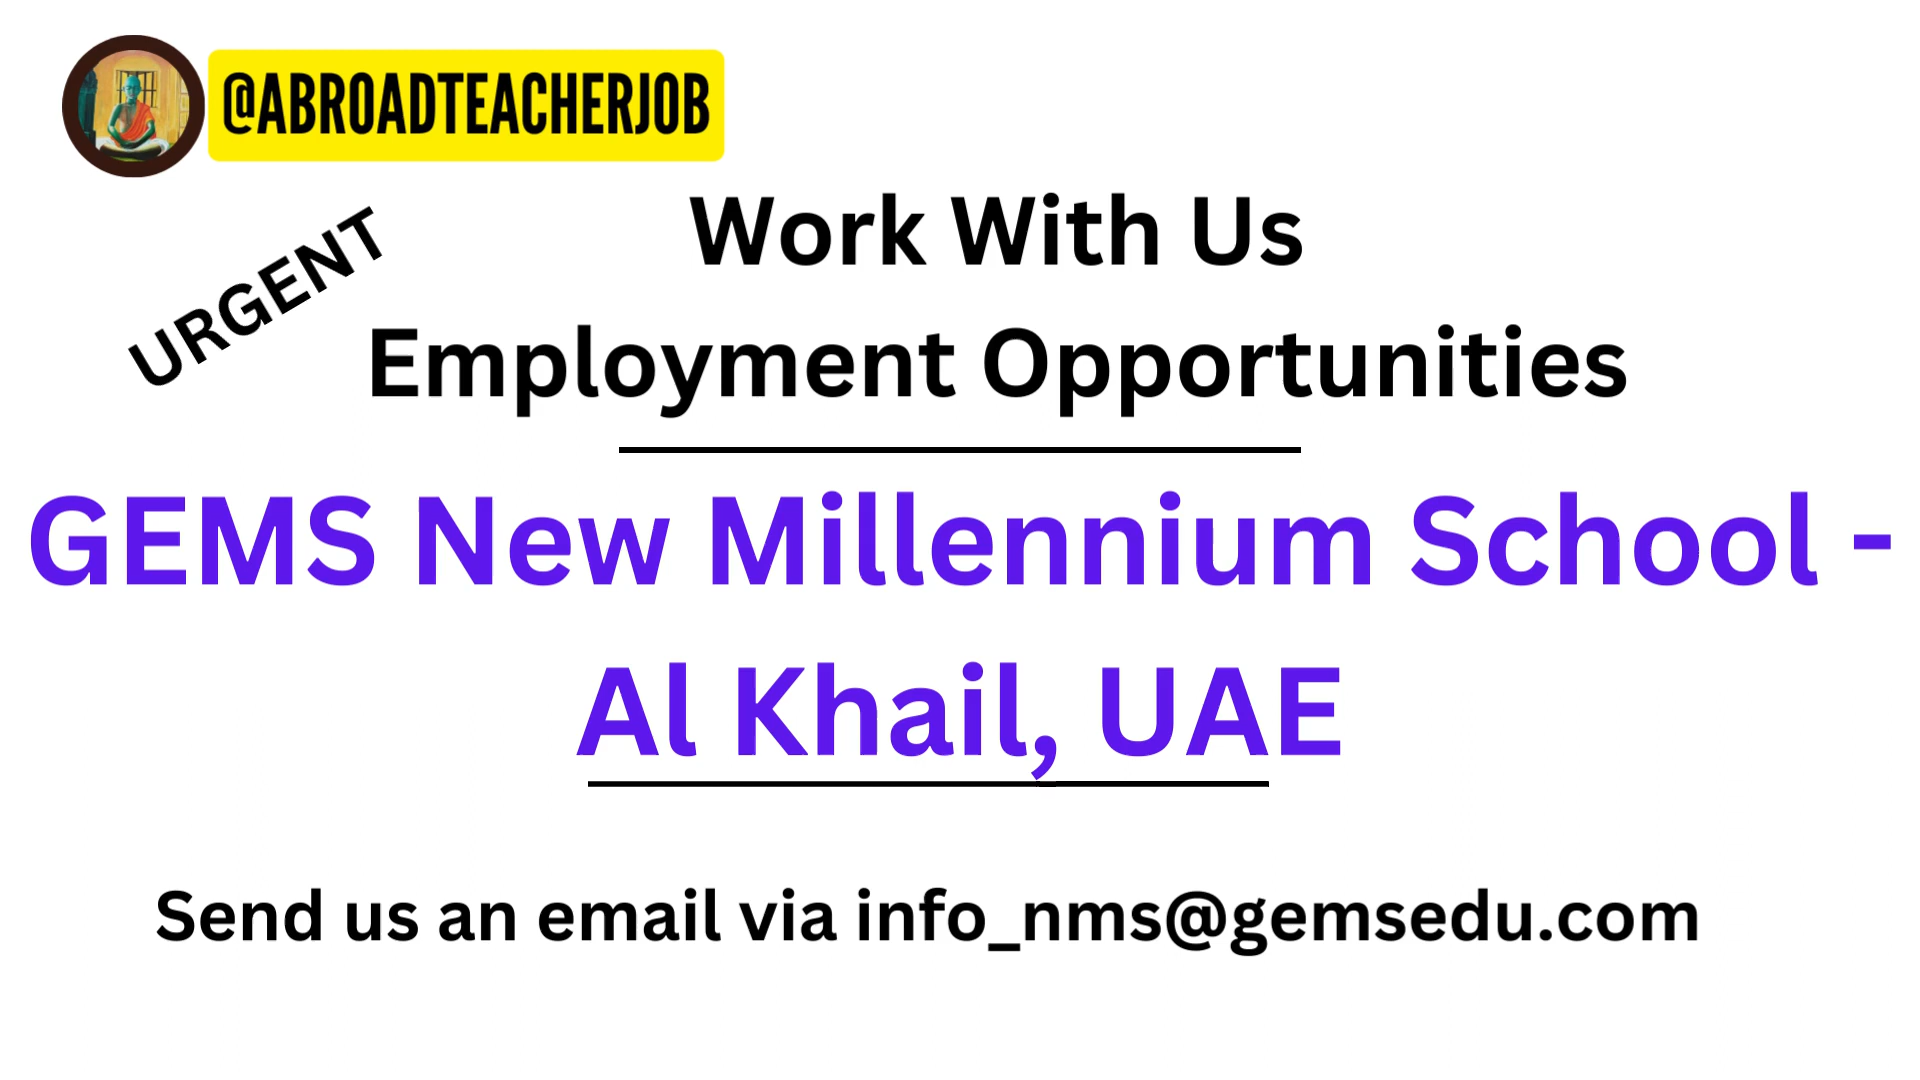 @ABROADTEACHERJOB
URGENT
Work With Us
Employment Opportunities
GEMS New Millennium School -
Al Khail, UAE
Send us an email via info_nms@gemsedu.com